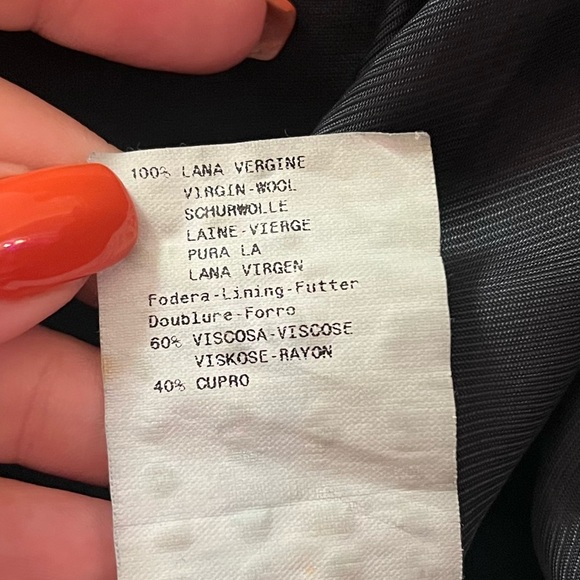 100% LANA VERGINE
VIRGIN-WOOL
SCHURWOLLE
LAINE-VIERGE
PURA LA
LANA VIRGEN
Fodera-Lining-Futter
Doublure-Forro
60% VISCOSA-VISCOSE
VISKOSE-RAYON
40% CUPRO